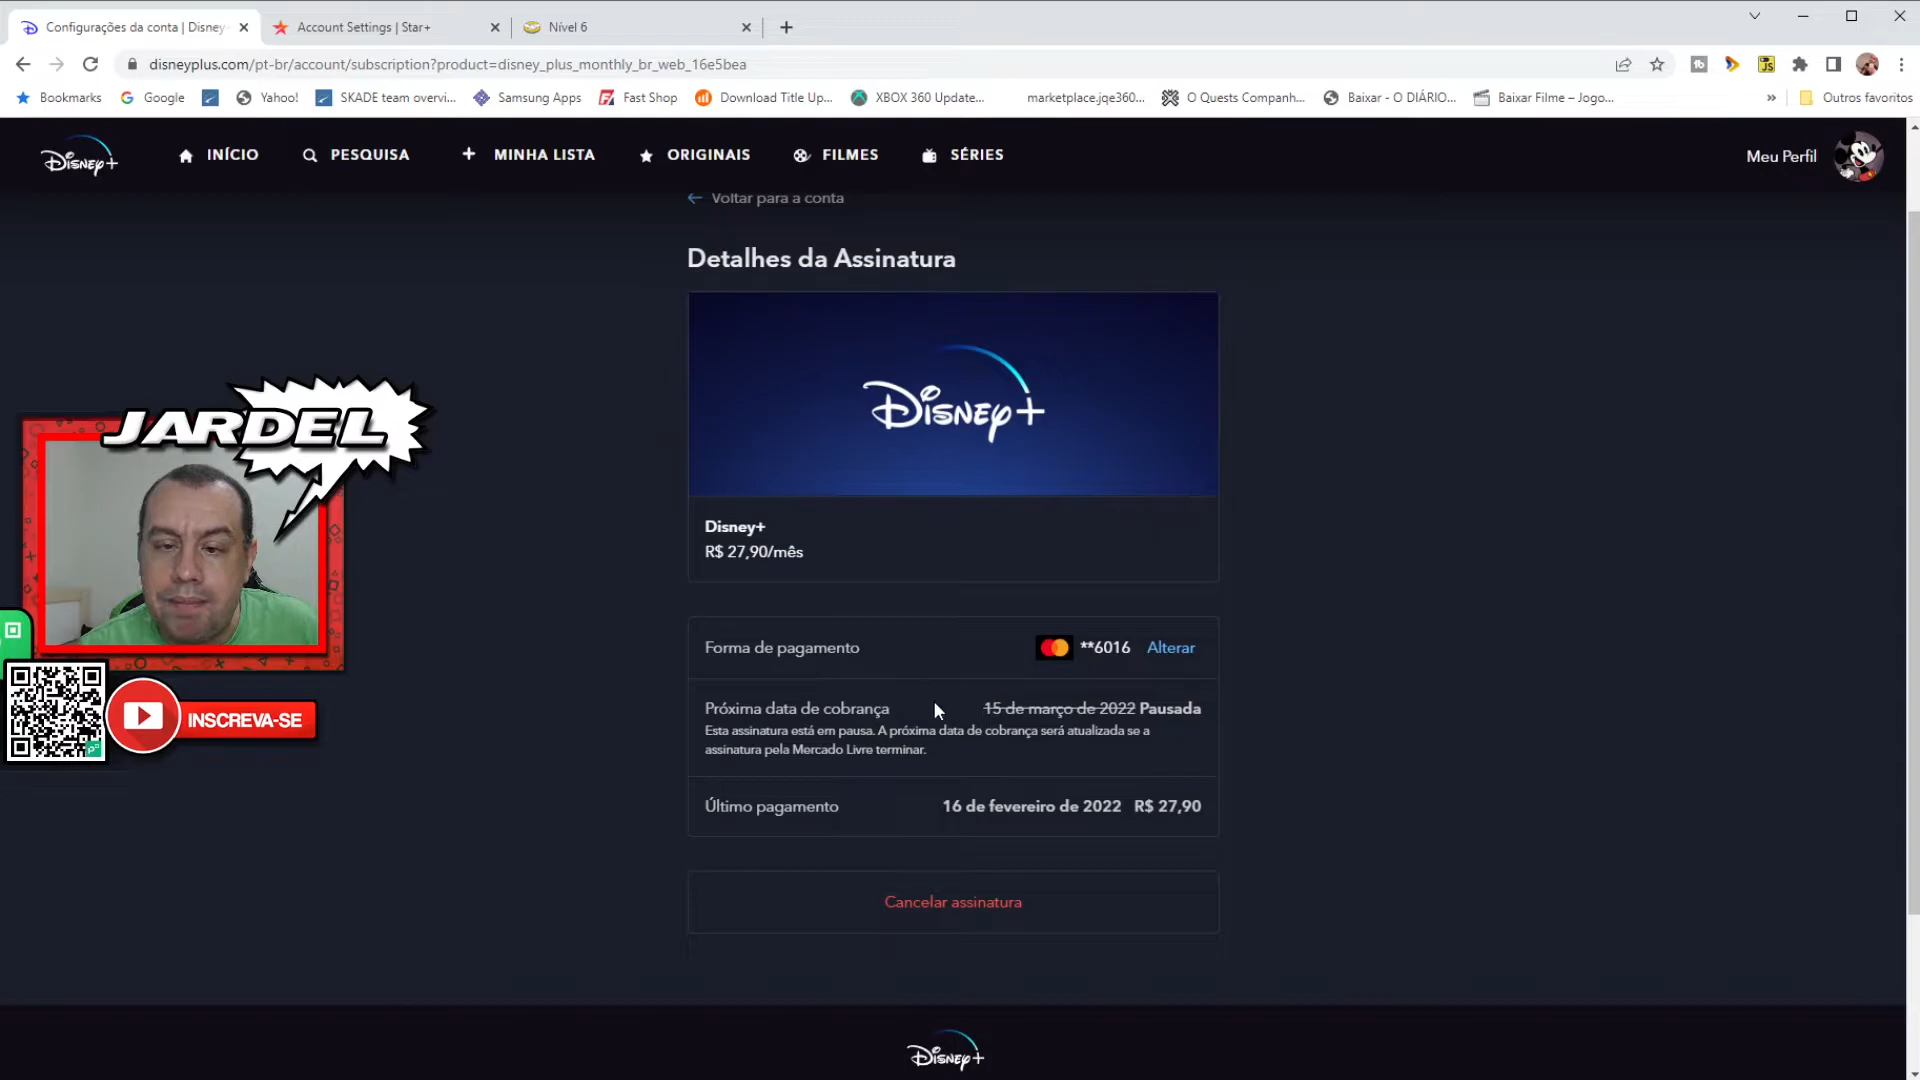 Configurações da conta | Disney
Account Settings | Star+
Nível 6
disneyplus.com/pt-br/account/subscription?product=disney_plus_monthly_br_web_16e5bea
Bookmarks
Google
Yahoo!
SKADE team overvi...
Samsung Apps
Fast Shop
Download Title Up...
XBOX 360 Update...
marketplace.jqe360...
O Quests Companh...
Baixar - O DIÁRIO...
Baixar Filme – Jogo...
»
Outros favoritos
Disney+
INÍCIO
PESQUISA
MINHA LISTA
ORIGINAIS
FILMES
SÉRIES
Meu Perfil
Voltar para a conta
Detalhes da Assinatura
Disney+
Disney+
R$ 27,90/mês
JARDEL
Forma de pagamento
**6016 Alterar
Próxima data de cobrança
15 de março de 2022 Pausada
Esta assinatura está em pausa. A próxima data de cobrança será atualizada se a
assinatura pela Mercado Livre terminar.
INSCREVA-SE
Último pagamento
16 de fevereiro de 2022 R$ 27,90
Cancelar assinatura
Disney+